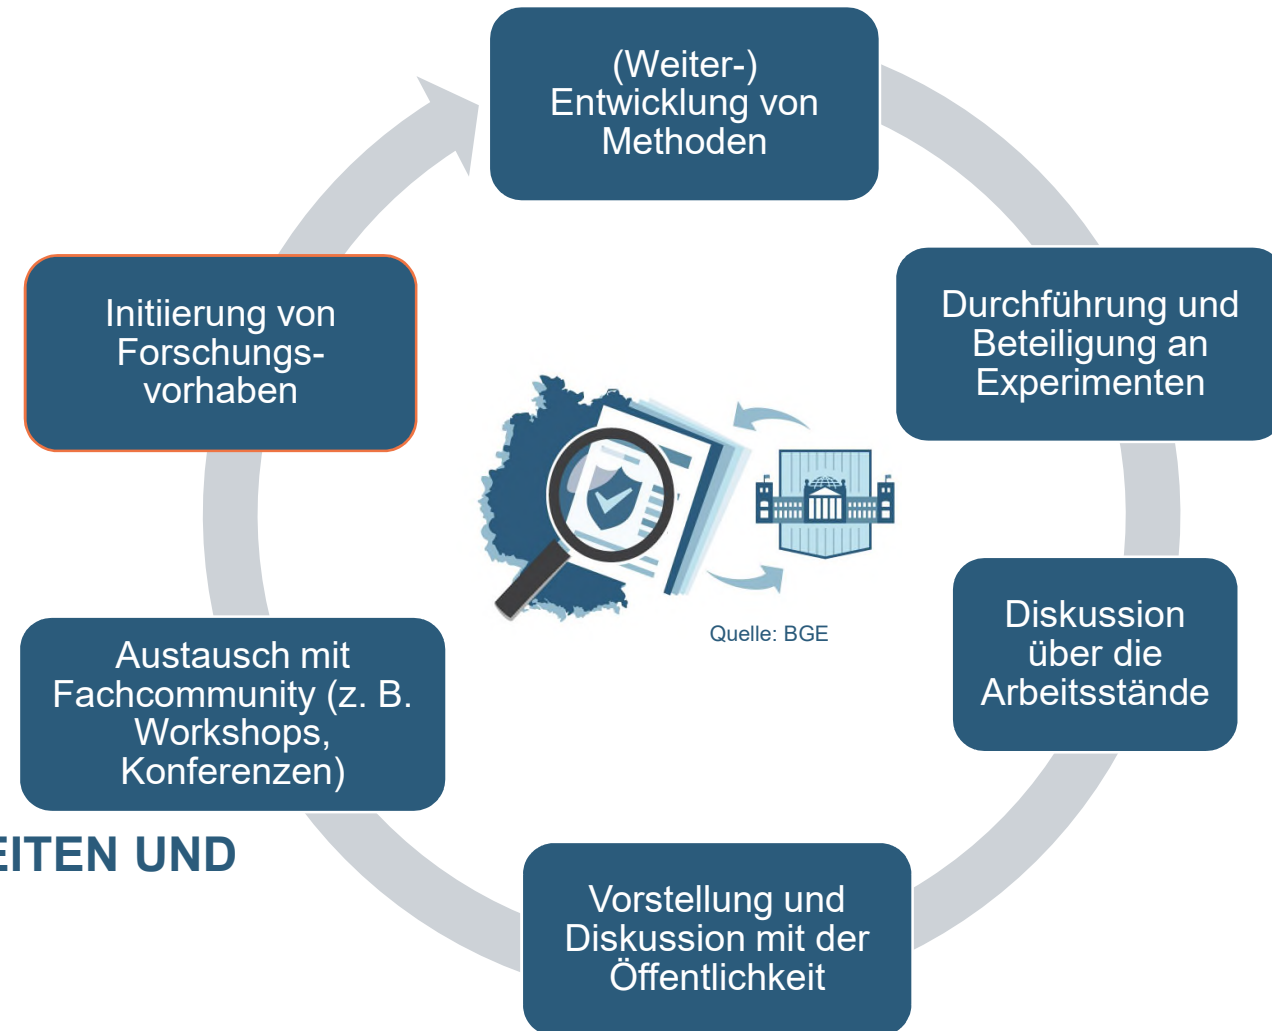 (Weiter-)
Entwicklung von
Methoden
Durchführung und
Beteiligung an
Experimenten
Diskussion
über die
Arbeitsstände
Vorstellung und
Diskussion mit der
Öffentlichkeit
Austausch mit
Fachcommunity (z. B.
Workshops,
Konferenzen)
Initiierung von
Forschungs-
vorhaben
Quelle: BGE
EITEN UND